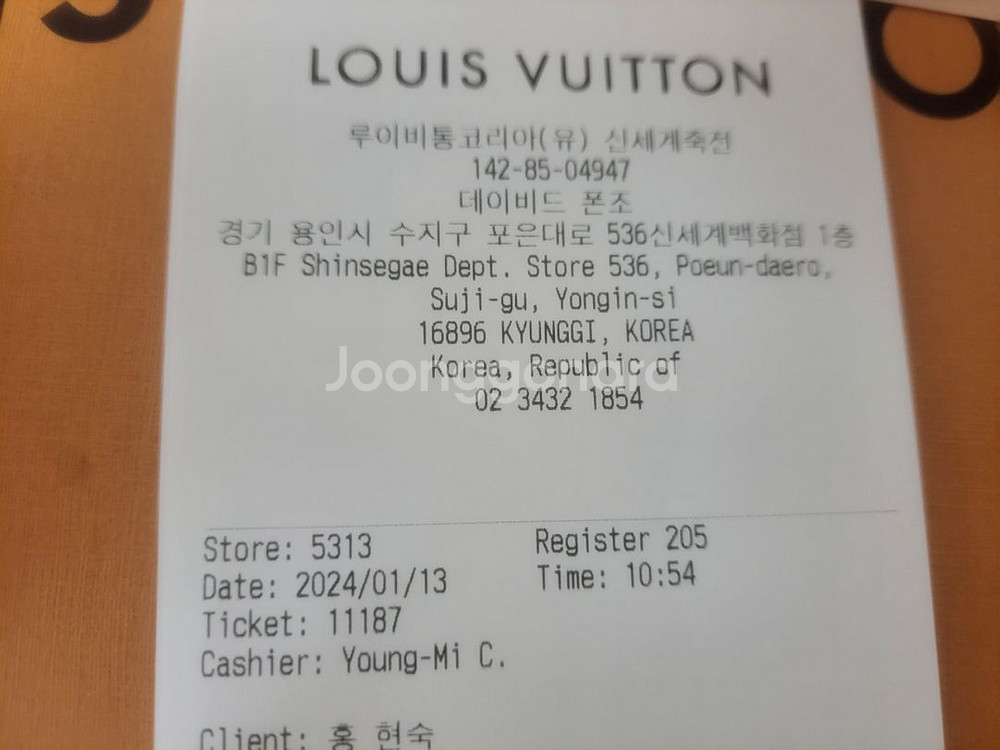 LOUIS VUITTON
루이비통코리아(유) 신세계죽전
142-85-04947
데이비드 폰조
경기 용인시 수지구 포은대로 536신세계백화점 1층
B1F Shinsegae Dept. Store 536, Poeun-daero,
Suji-gu, Yongin-si
16896 KYUNGGI, KOREA
Korea, Republic of
Joonggonara
02 3432 1854
Store: 5313 Register 205
Date: 2024/01/13 Time: 10:54
Ticket: 11187
Cashier: Young-Mi C.
Client: 홍 현숙